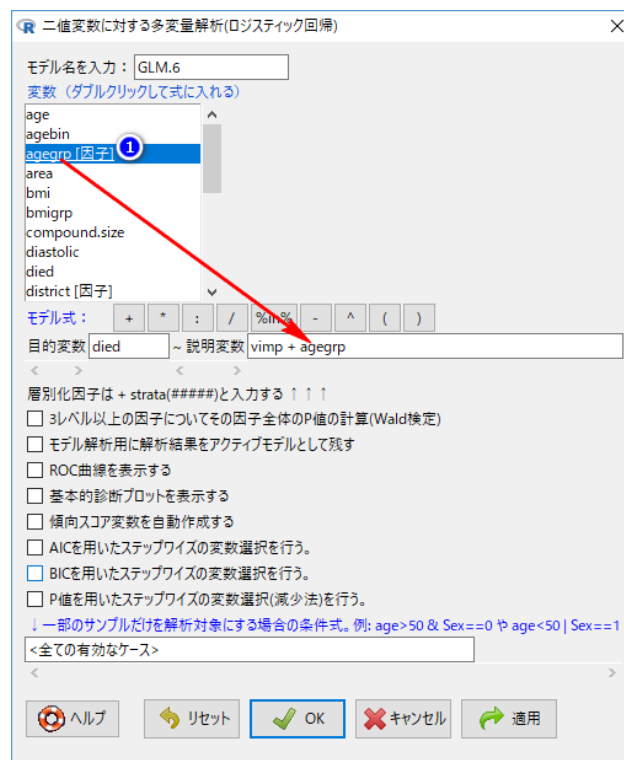 二値変数に対する多変量解析(ロジスティック回帰)
モデル名を入力： GLM.6
変数（ダブルクリックして式に入れる）
age
agebin
agegrp [因子] 1
area
bmi
bmigrp
compound.size
diastolic
died
district [因子]
モデル式： + * : / %in% - ^ ( )
目的変数 died ~ 説明変数 vimp + agegrp
層別化因子は + strata(#####)と入力する ↑ ↑ ↑
3レベル以上の因子についてその因子全体のP値の計算(Wald検定)
モデル解析用に解析結果をアクティブモデルとして残す
ROC曲線を表示する
基本的診断プロットを表示する
傾向スコア変数を自動作成する
AICを用いたステップワイズの変数選択を行う。
BICを用いたステップワイズの変数選択を行う。
P値を用いたステップワイズの変数選択(減少法)を行う。
↓一部のサンプルだけを解析対象にする場合の条件式。例: age>50 & Sex==0 や age<50 | Sex==1
<全ての有効なケース>
ヘルプ リセット OK キャンセル 適用